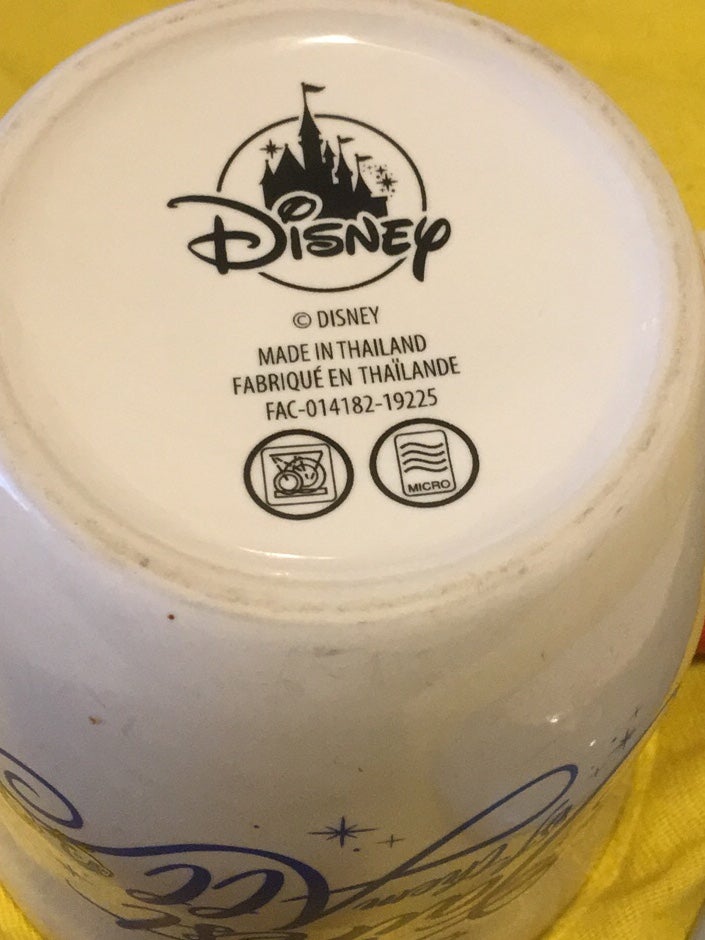 Disney
© DISNEY
MADE IN THAILAND
FABRIQUÉ EN THAÏLANDE
FAC-014182-19225
MICRO